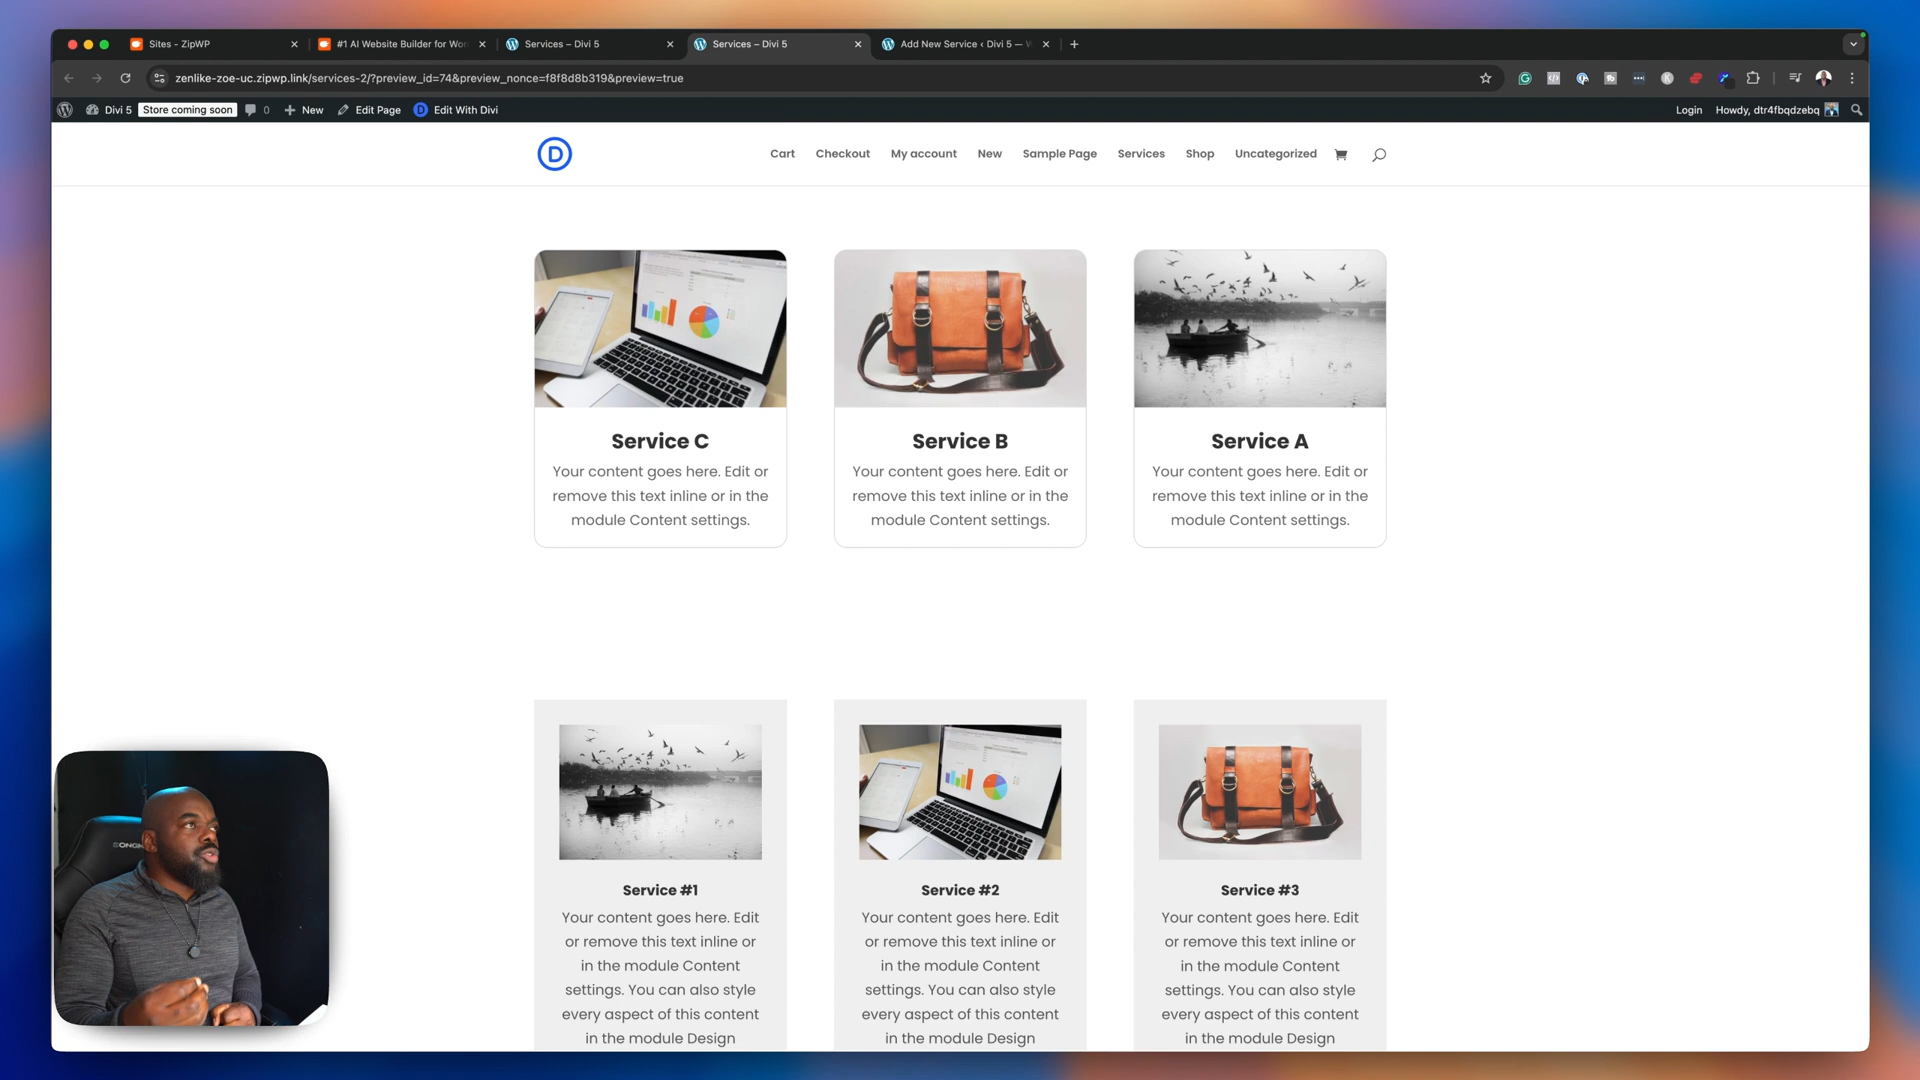 Sites - ZipWP
#1 AI Website Builder for Wor
Services – Divi 5
Services – Divi 5
Add New Service ‹ Divi 5 — W
zenlike-zoe-uc.zipwp.link/services-2/?preview_id=74&preview_nonce=f8f8d8b319&preview=true
Divi 5
Store coming soon
0
New
Edit Page
Edit With Divi
Login
Howdy, dtr4fbqdzebq
D
Cart
Checkout
My account
New
Sample Page
Services
Shop
Uncategorized
Service C
Your content goes here. Edit or
remove this text inline or in the
module Content settings.
Service B
Your content goes here. Edit or
remove this text inline or in the
module Content settings.
Service A
Your content goes here. Edit or
remove this text inline or in the
module Content settings.
Service #1
Your content goes here. Edit
or remove this text inline or
in the module Content
settings. You can also style
every aspect of this content
in the module Design
Service #2
Your content goes here. Edit
or remove this text inline or
in the module Content
settings. You can also style
every aspect of this content
in the module Design
Service #3
Your content goes here. Edit
or remove this text inline or
in the module Content
settings. You can also style
every aspect of this content
in the module Design